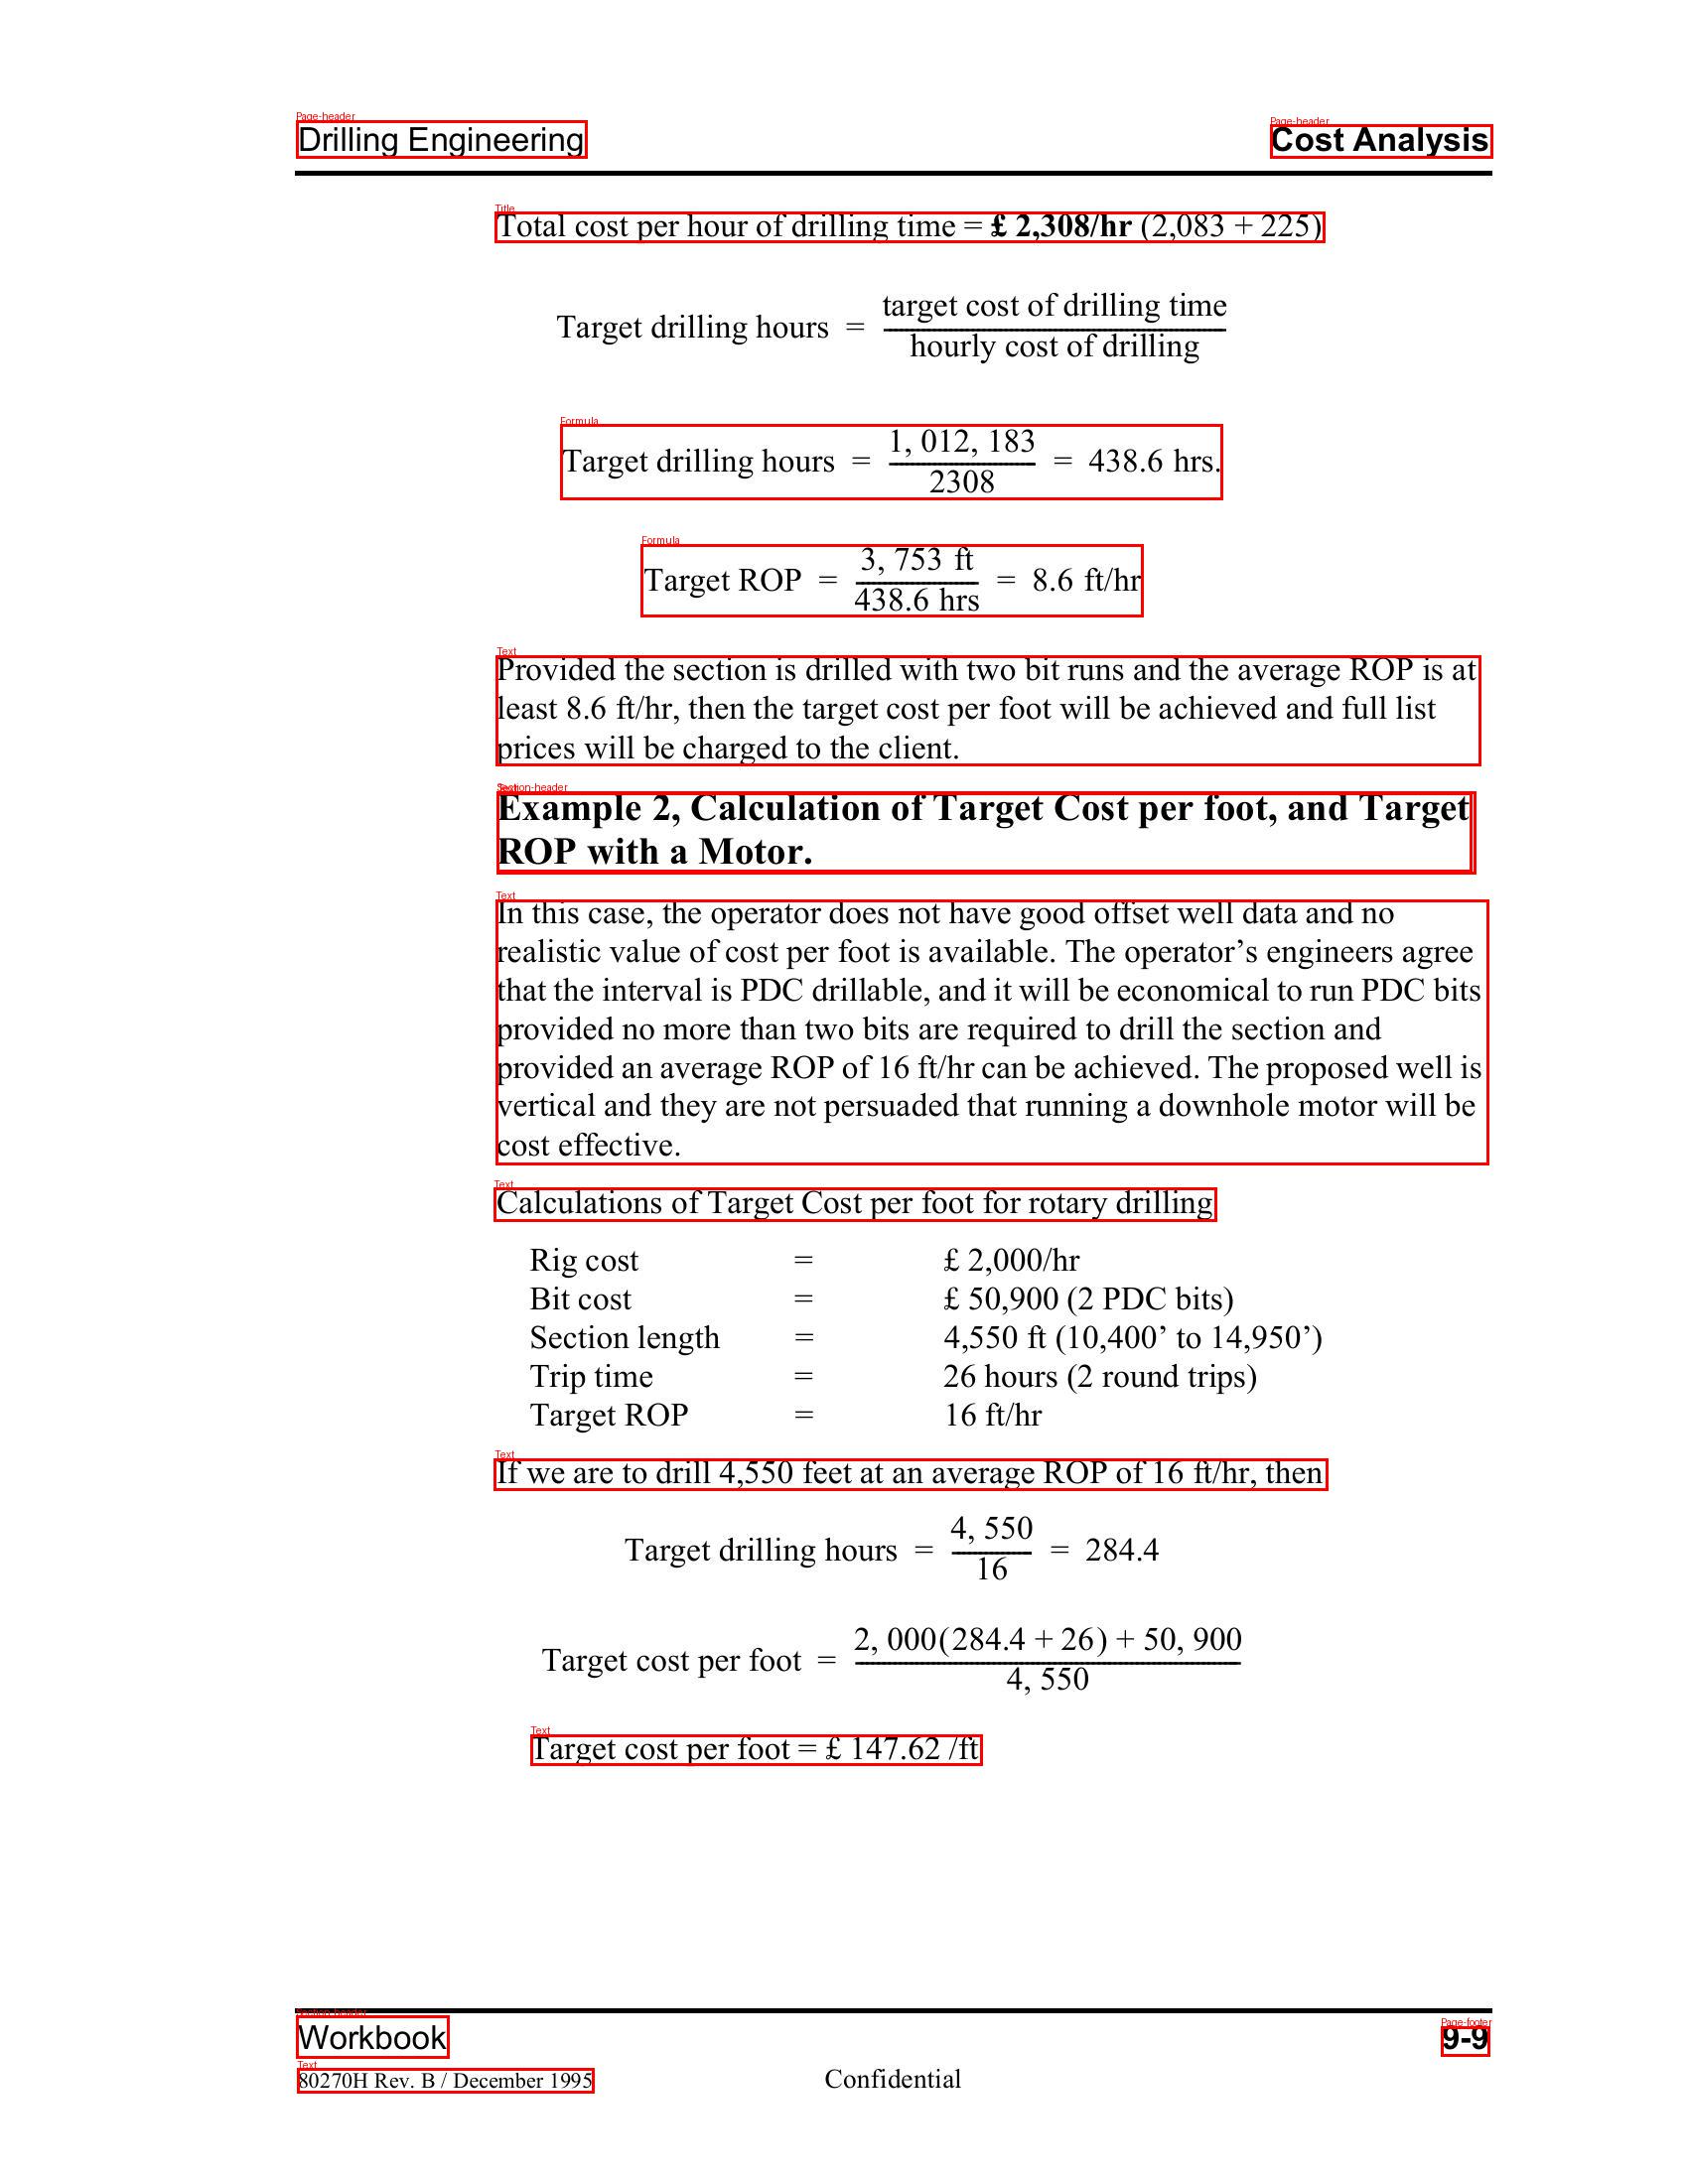 Page-header
Drilling Engineering
Page-header
Cost Analysis
Title
Total cost per hour of drilling time = £ 2,308/hr (2,083 + 225)
Target drilling hours = target cost of drilling time
hourly cost of drilling
Formula
Target drilling hours = 1, 012, 183 = 438.6 hrs.
2308
Formula
Target ROP = 3, 753 ft = 8.6 ft/hr
438.6 hrs
Text
Provided the section is drilled with two bit runs and the average ROP is at
least 8.6 ft/hr, then the target cost per foot will be achieved and full list
prices will be charged to the client.
Section-header
Example 2, Calculation of Target Cost per foot, and Target
ROP with a Motor.
Text
In this case, the operator does not have good offset well data and no
realistic value of cost per foot is available. The operator’s engineers agree
that the interval is PDC drillable, and it will be economical to run PDC bits
provided no more than two bits are required to drill the section and
provided an average ROP of 16 ft/hr can be achieved. The proposed well is
vertical and they are not persuaded that running a downhole motor will be
cost effective.
Text
Calculations of Target Cost per foot for rotary drilling
Rig cost = £ 2,000/hr
Bit cost = £ 50,900 (2 PDC bits)
Section length = 4,550 ft (10,400’ to 14,950’)
Trip time = 26 hours (2 round trips)
Target ROP = 16 ft/hr
Text
If we are to drill 4,550 feet at an average ROP of 16 ft/hr, then
Target drilling hours = 4, 550 = 284.4
16
Target cost per foot = 2, 000(284.4 + 26) + 50, 900
4, 550
Text
Target cost per foot = £ 147.62 /ft
Section-header
Workbook
Page-footer
9-9
Text
80270H Rev. B / December 1995
Confidential